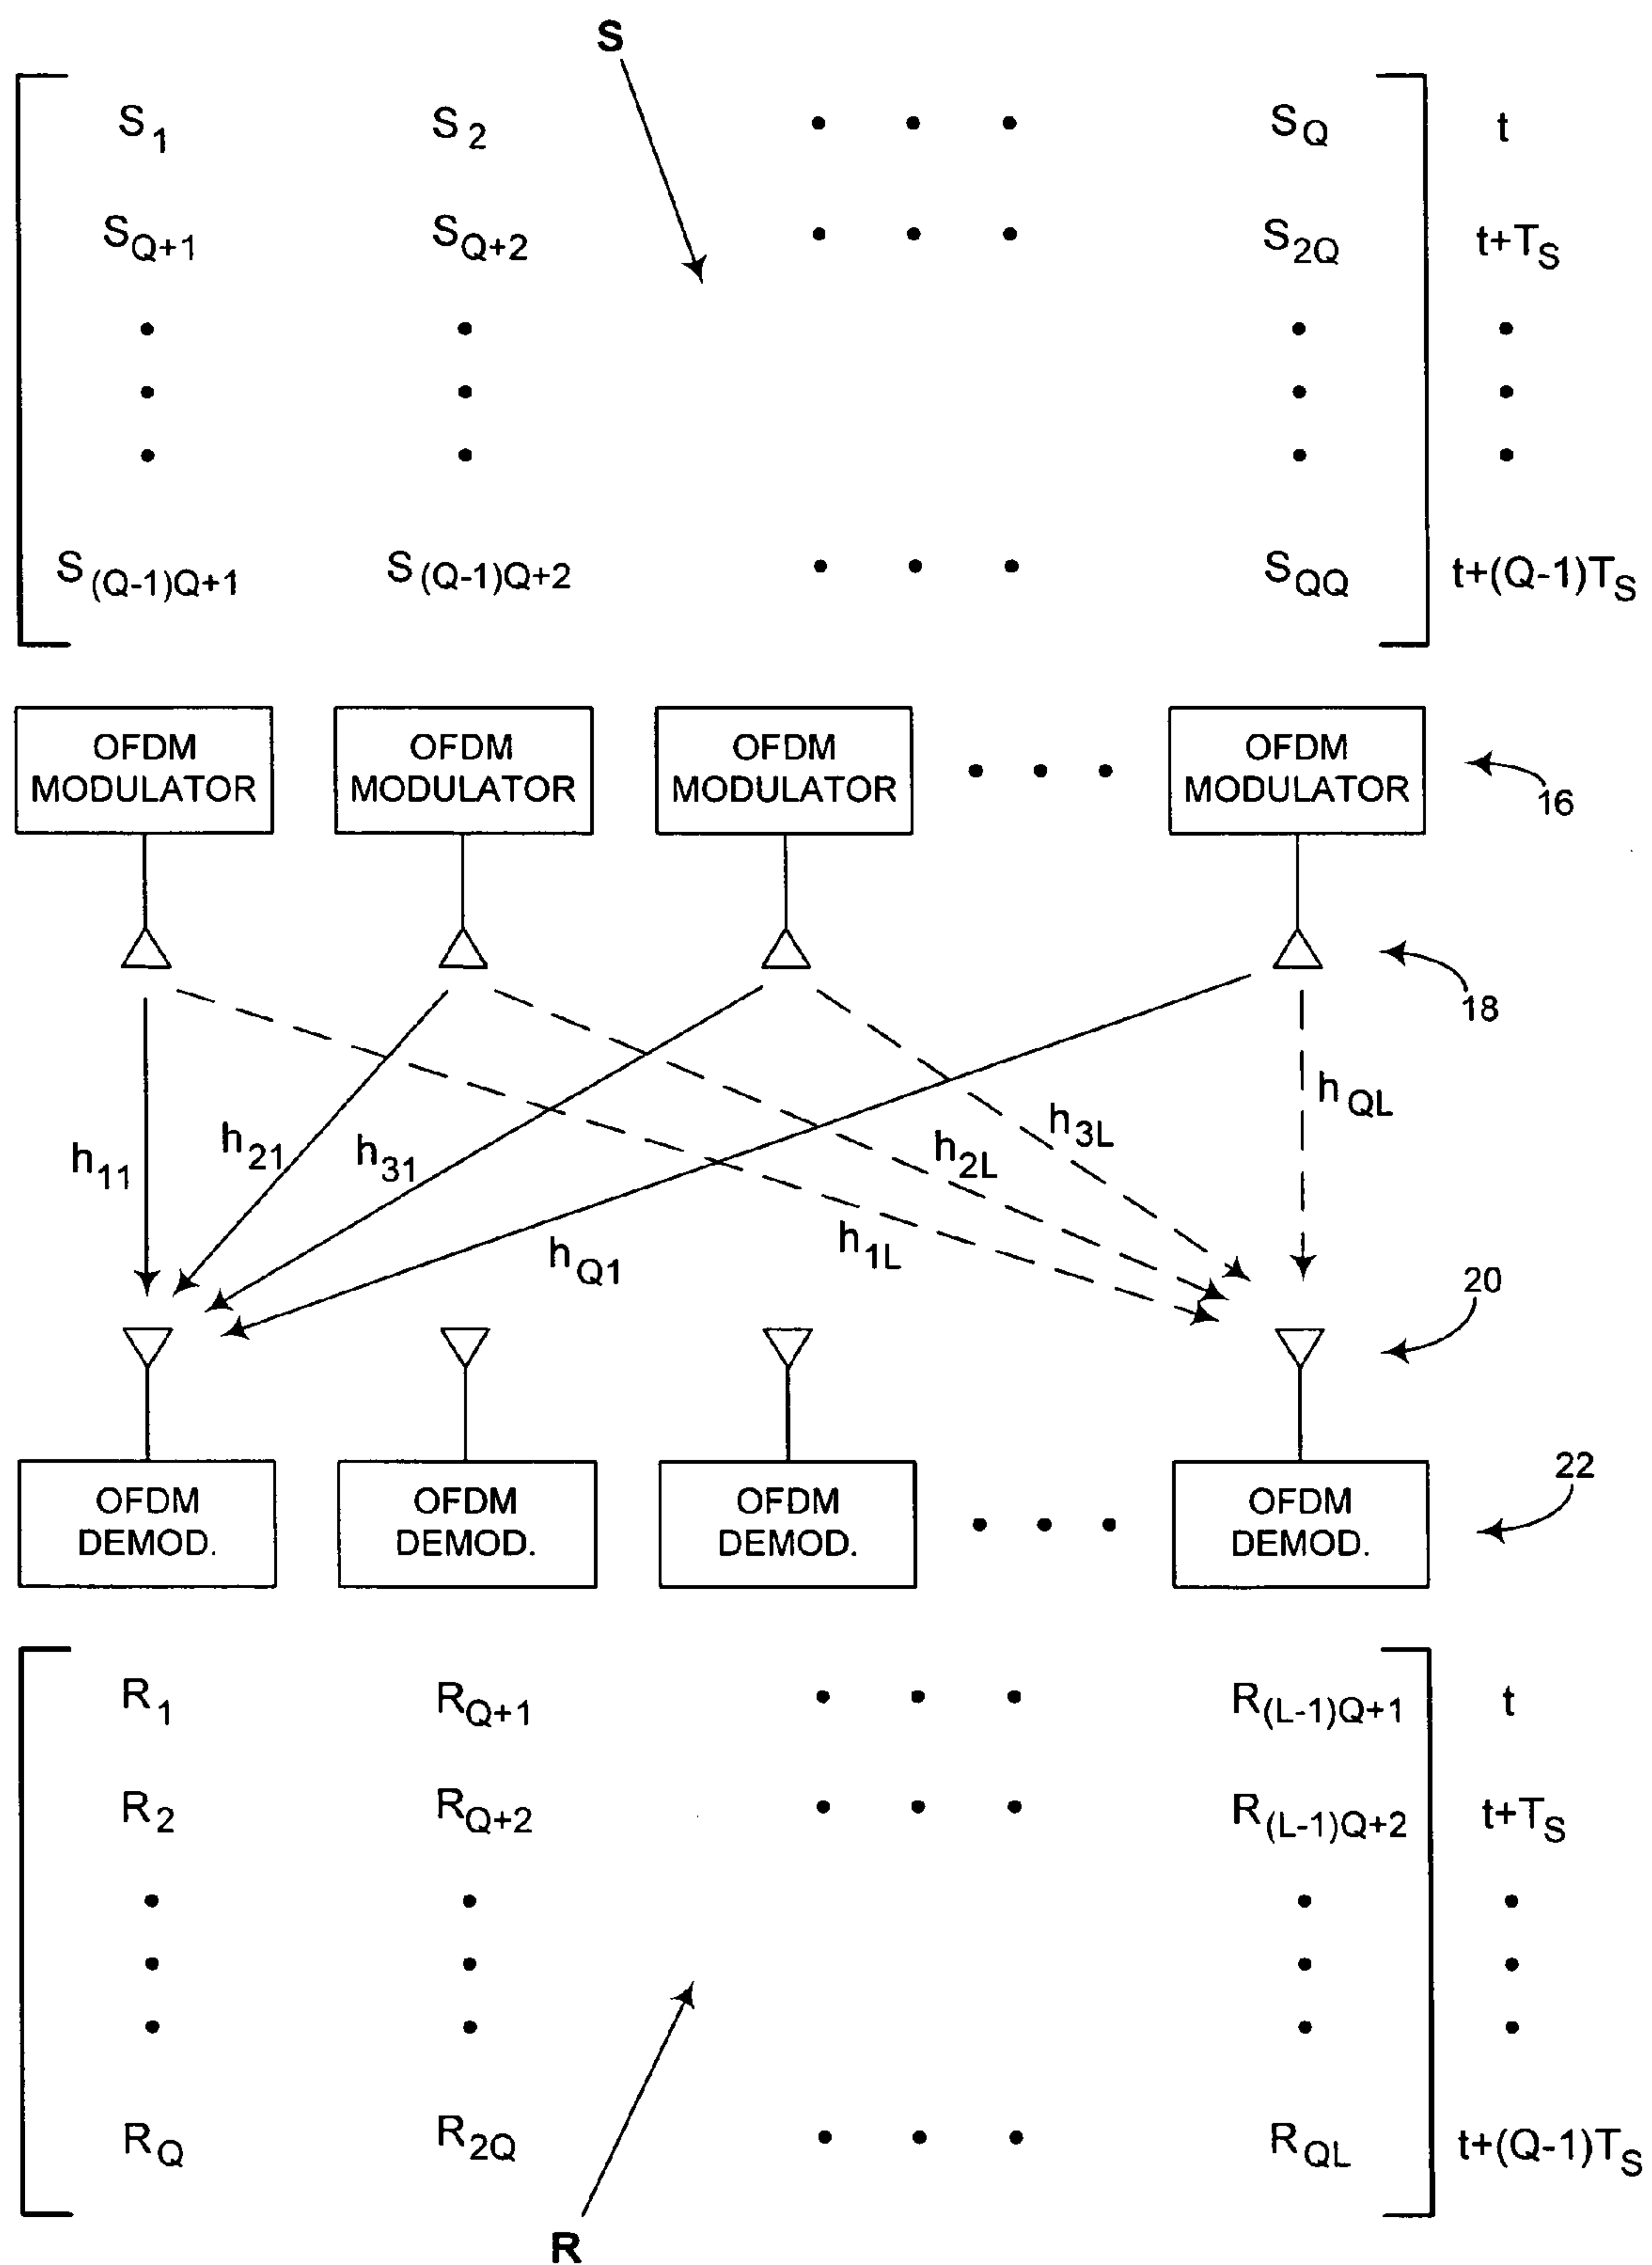 S
S1 S2 • • • SQ t
SQ+1 SQ+2 • • • S2Q t+TS
S(Q-1)Q+1 S(Q-1)Q+2 • • • SQQ t+(Q-1)TS
OFDM MODULATOR OFDM MODULATOR OFDM MODULATOR • • • OFDM MODULATOR
16
18
h11 h21 h31 hQ1 h1L h2L h3L hQL
20
OFDM DEMOD. OFDM DEMOD. OFDM DEMOD. • • • OFDM DEMOD.
22
R1 RQ+1 • • • R(L-1)Q+1 t
R2 RQ+2 • • • R(L-1)Q+2 t+TS
RQ R2Q • • • RQL t+(Q-1)TS
R